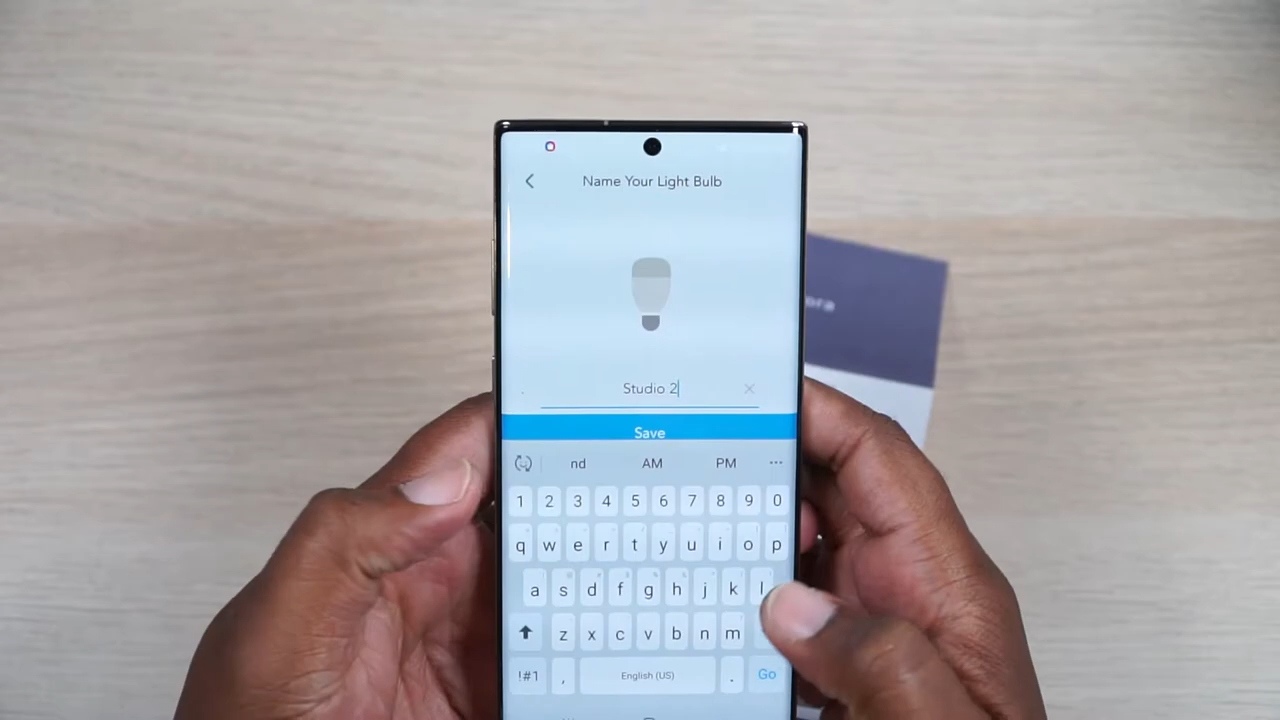 Name Your Light Bulb
Studio 2
Save
nd AM PM ...
1 2 3 4 5 6 7 8 9 0
q w e r t y u i o p
a s d f g h j k l
z x c v b n m
!#1 , English (US) . Go
ora